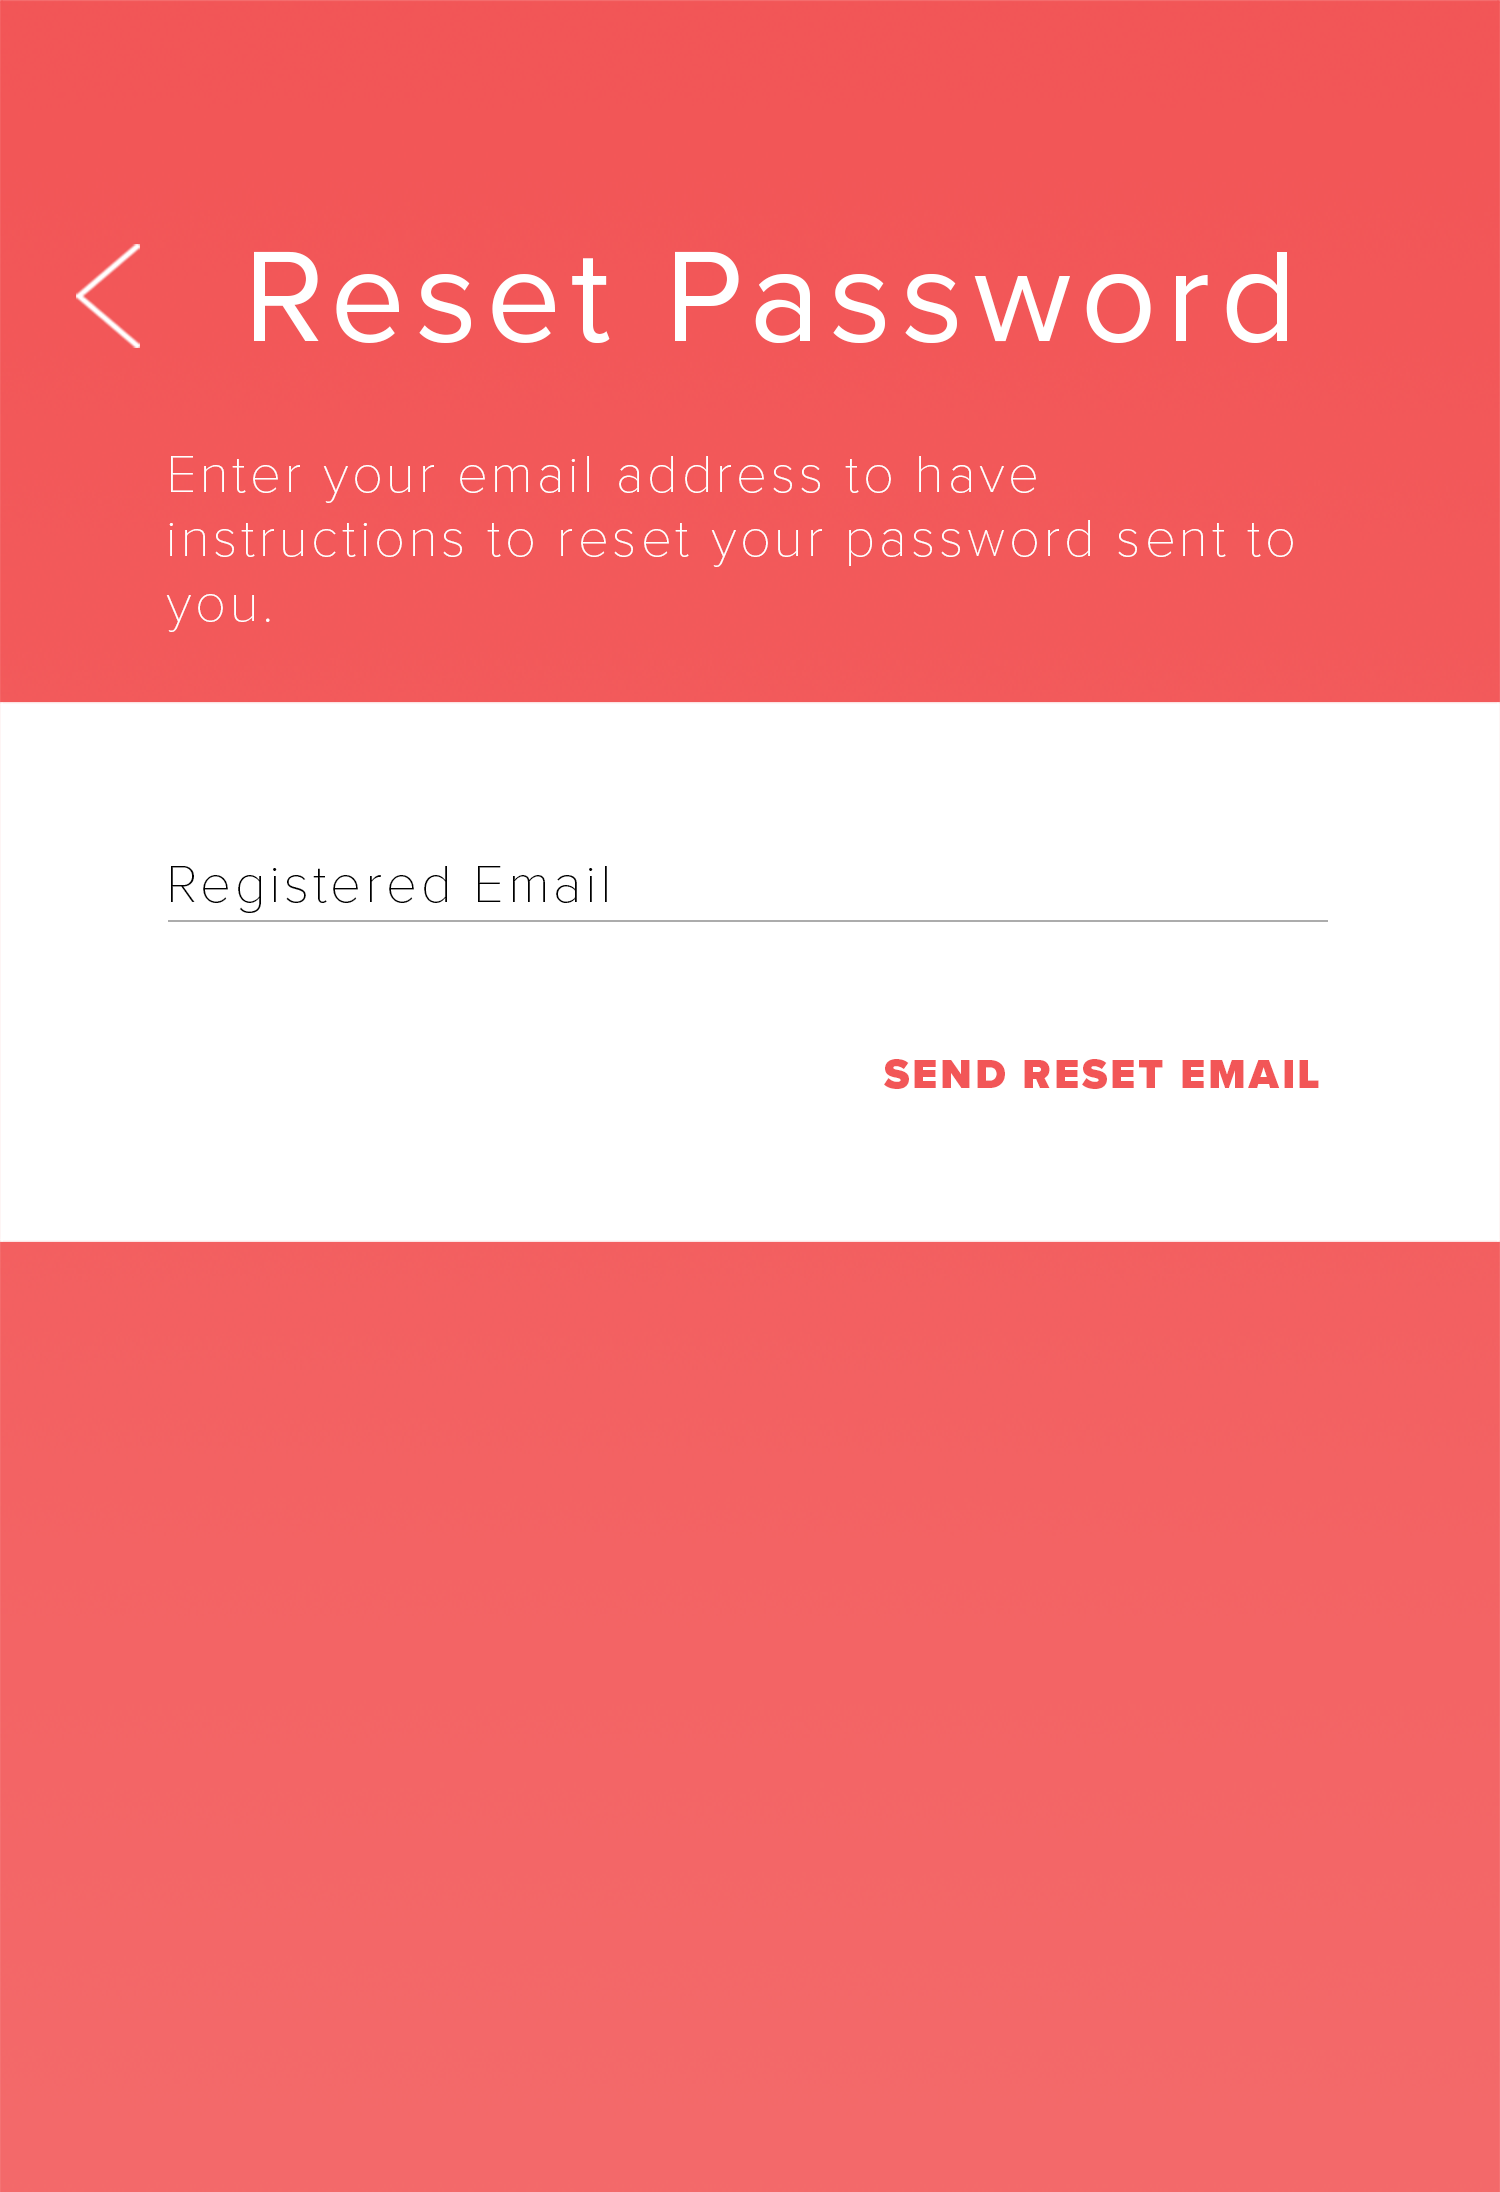 Reset Password
Enter your email address to have
instructions to reset your password sent to
you.
Registered Email
SEND RESET EMAIL